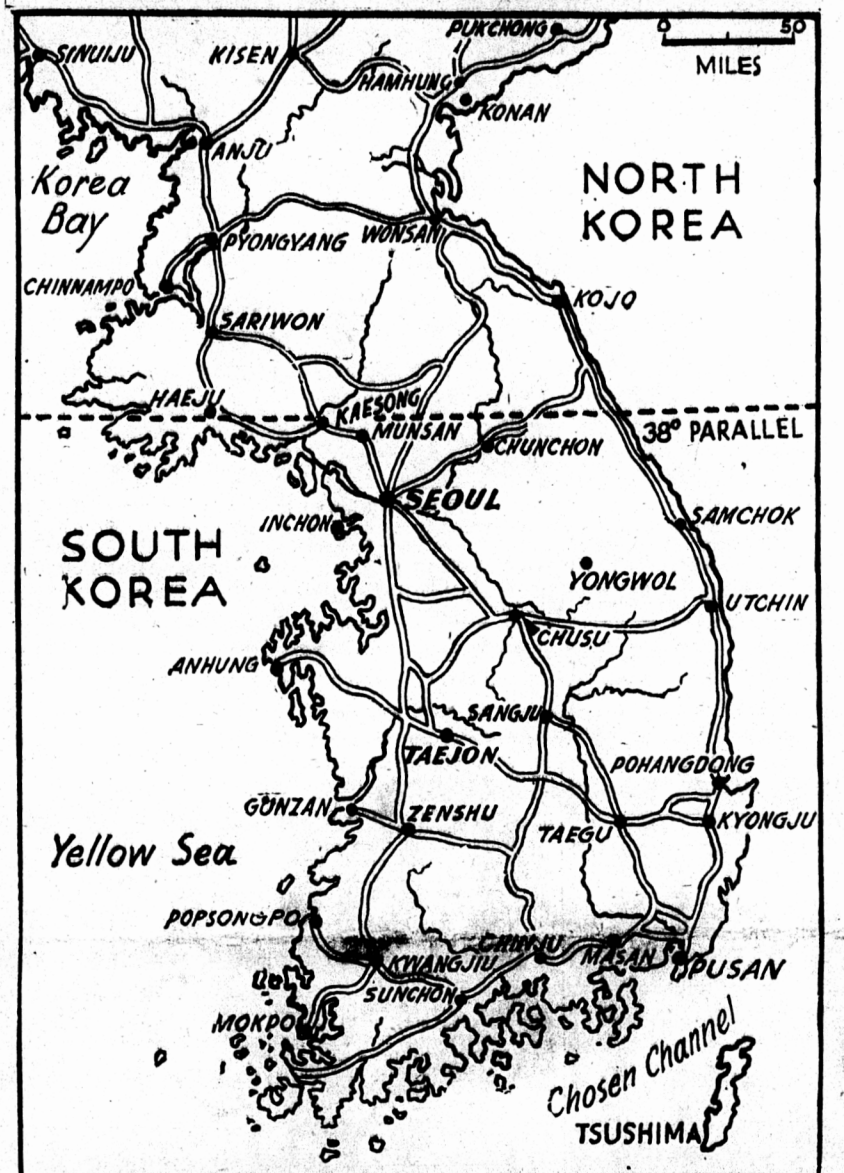 PUKCHONG
0 50
MILES
SINUIJU
KISEN
HAMHUNG
KONAN
ANJU
Korea
Bay
NORTH
KOREA
PYONGYANG
WONSAN
CHINNAMPO
KOJO
SARIWON
HAEJU
KAESONG
MUNSAN
38° PARALLEL
CHUNCHON
SEOUL
INCHON
SAMCHOK
SOUTH
KOREA
YONGWOL
UTCHIN
CHUSU
ANHUNG
SANGJU
TAEJON
POHANGDONG
GUNZAN
ZENSHU
TAEGU
KYONGJU
Yellow Sea
POPSONGPO
CHINJU
MASAN
KWANGJIU
PUSAN
SUNCHON
MOKPO
Chosen Channel
TSUSHIMA